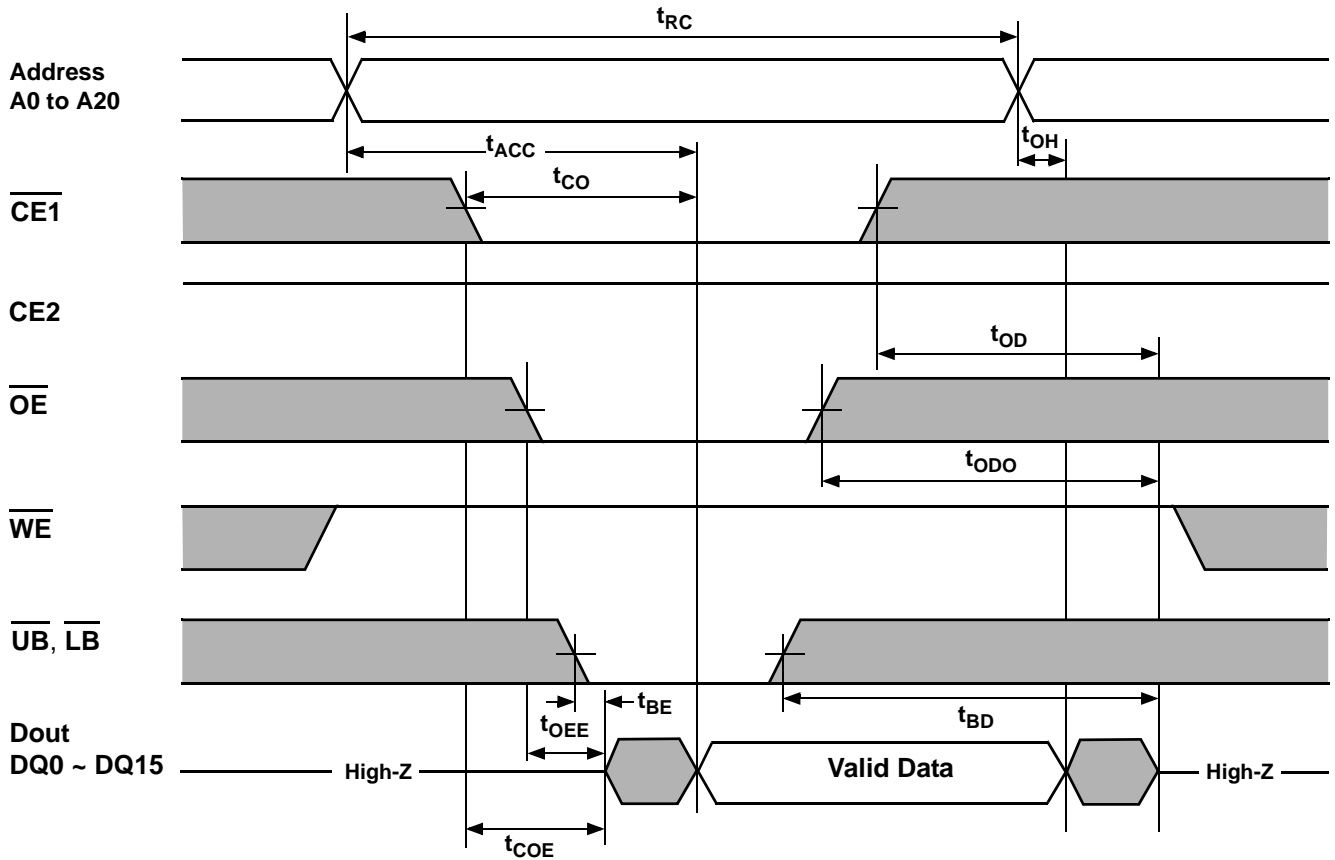 tRC
Address
A0 to A20
tOH
tACC
tCO
CE1
CE2
tOD
OE
tODO
WE
UB, LB
tBE
tOEE
tBD
Dout
DQ0 ~ DQ15
High-Z
Valid Data
High-Z
tCOE